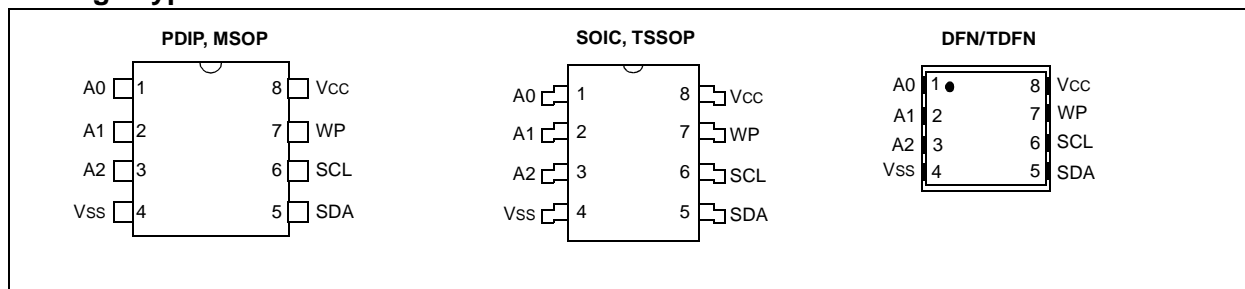 PDIP, MSOP
A0 1 8 VCC
A1 2 7 WP
A2 3 6 SCL
VSS 4 5 SDA
SOIC, TSSOP
A0 1 8 VCC
A1 2 7 WP
A2 3 6 SCL
VSS 4 5 SDA
DFN/TDFN
A0 1 8 VCC
A1 2 7 WP
A2 3 6 SCL
VSS 4 5 SDA